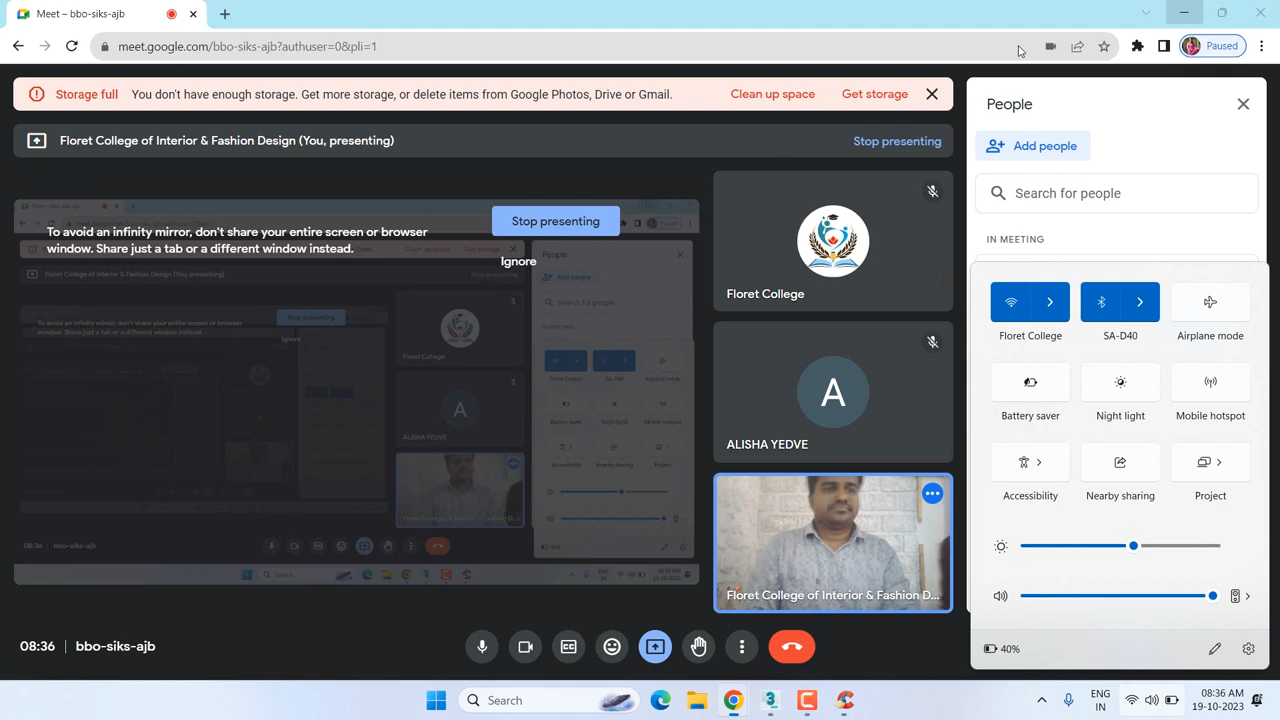 Meet – bbo-siks-ajb
meet.google.com/bbo-siks-ajb?authuser=0&pli=1
Paused
Storage full You don't have enough storage. Get more storage, or delete items from Google Photos, Drive or Gmail. Clean up space Get storage
Floret College of Interior & Fashion Design (You, presenting) Stop presenting
To avoid an infinity mirror, don't share your entire screen or browser
window. Share just a tab or a different window instead.
Stop presenting
Ignore
Floret College
ALISHA YEDVE
A
Floret College of Interior & Fashion D...
People
Add people
Search for people
IN MEETING
Floret College SA-D40 Airplane mode
Battery saver Night light Mobile hotspot
Accessibility Nearby sharing Project
40%
08:36 bbo-siks-ajb
Search
ENG
IN
08:36 AM
19-10-2023